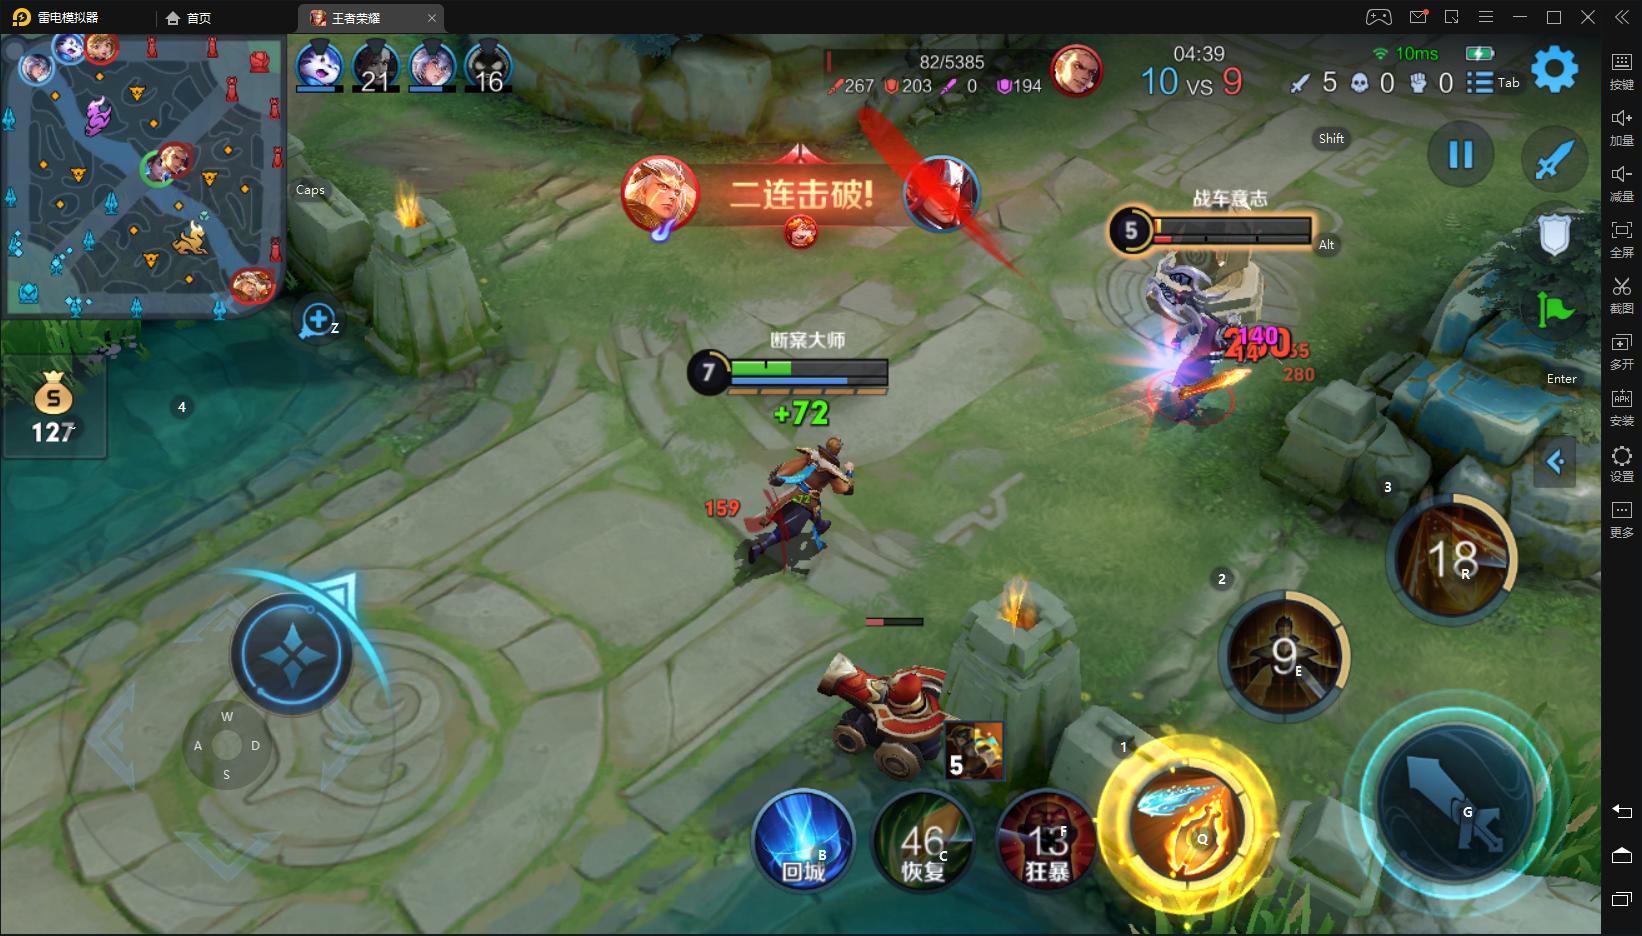 雷电模拟器
首页
王者荣耀
21
16
82/5385
267 203 0 194
04:39
10 VS 9
10ms
5 0 0
Tab
Shift
Caps
Z
二连击破!
战车意志
5
Alt
断案大师
7
+72
159
+72
140
280
Enter
127
4
3
18
R
2
9
E
W
A D
S
5
1
Q
G
B
回城
46
C
恢复
13
F
狂暴
按键
加量
减量
全屏
截图
多开
安装
设置
更多